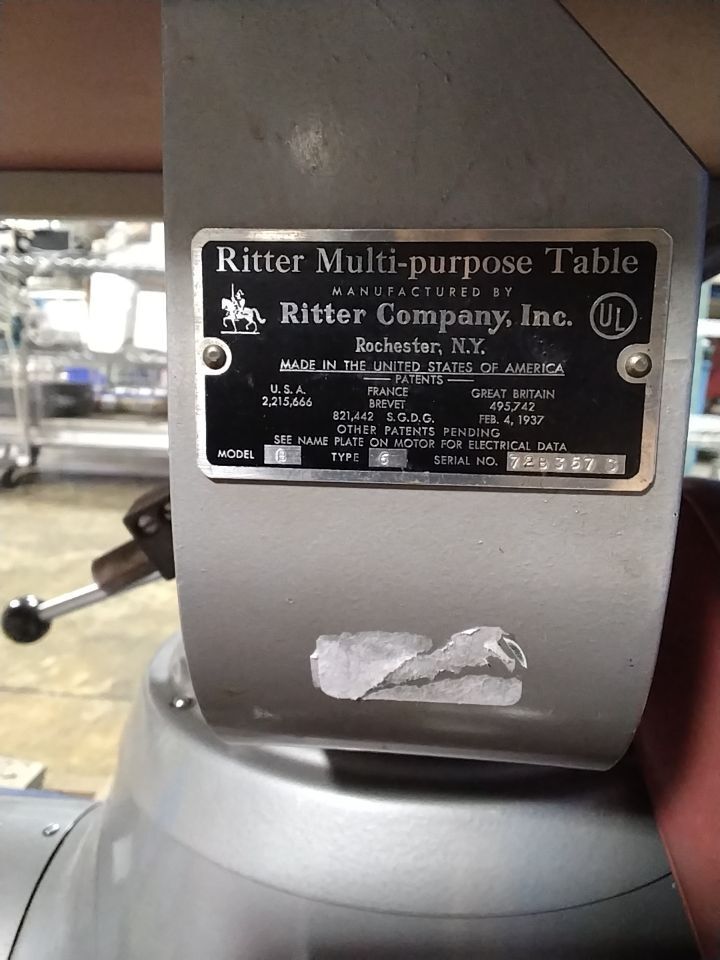 Ritter Multi-purpose Table
MANUFACTURED BY
Ritter Company, Inc.
UL
Rochester, N.Y.
MADE IN THE UNITED STATES OF AMERICA
PATENTS
U.S.A. FRANCE GREAT BRITAIN
2,215,666 BREVET 495,742
821,442 S.G.D.G. FEB. 4, 1937
OTHER PATENTS PENDING
SEE NAME PLATE ON MOTOR FOR ELECTRICAL DATA
MODEL B TYPE G SERIAL NO.